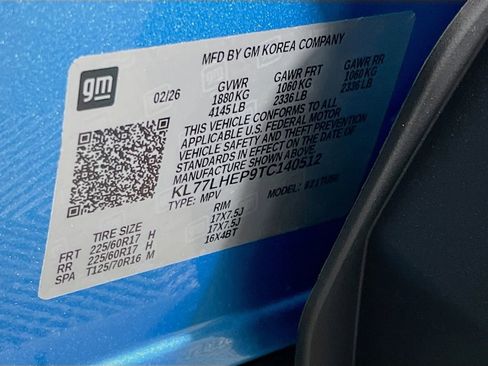 gm
MFD BY GM KOREA COMPANY
02/26 GVWR GAWR FRT GAWR RR
1880 KG 1060 KG 1060 KG
4145 LB 2336 LB 2336 LB
THIS VEHICLE CONFORMS TO ALL
APPLICABLE U.S. FEDERAL MOTOR
VEHICLE SAFETY AND THEFT PREVENTION
STANDARDS IN EFFECT ON THE DATE OF
MANUFACTURE SHOWN ABOVE.
KL77LHEP9TC140512
TYPE: MPV MODEL:
TIRE SIZE RIM
FRT 225/60R17 H 17X7.5J
RR 225/60R17 H 17X7.5J
SPA T125/70R16 M 16X4BT